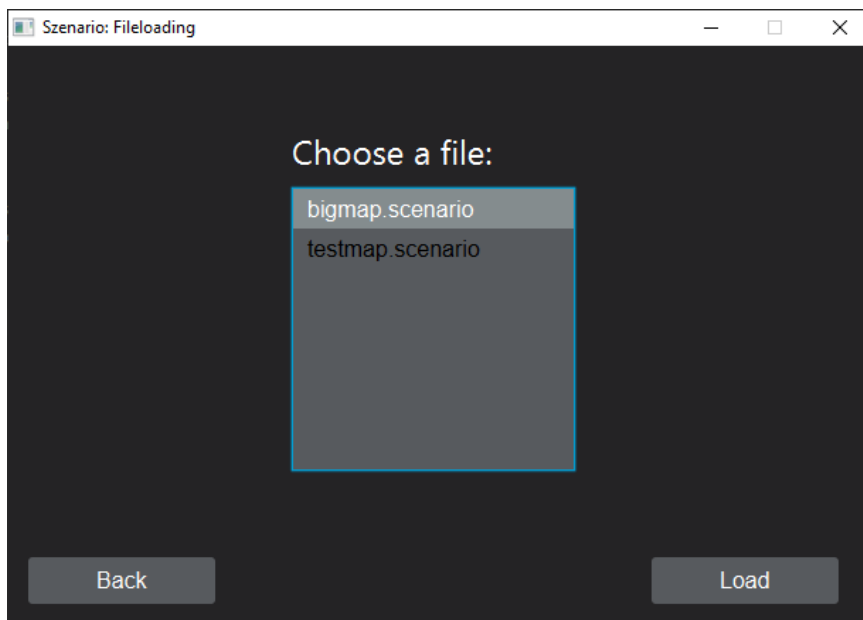 Szenario: Fileloading
Choose a file:
bigmap.scenario
testmap.scenario
Back
Load